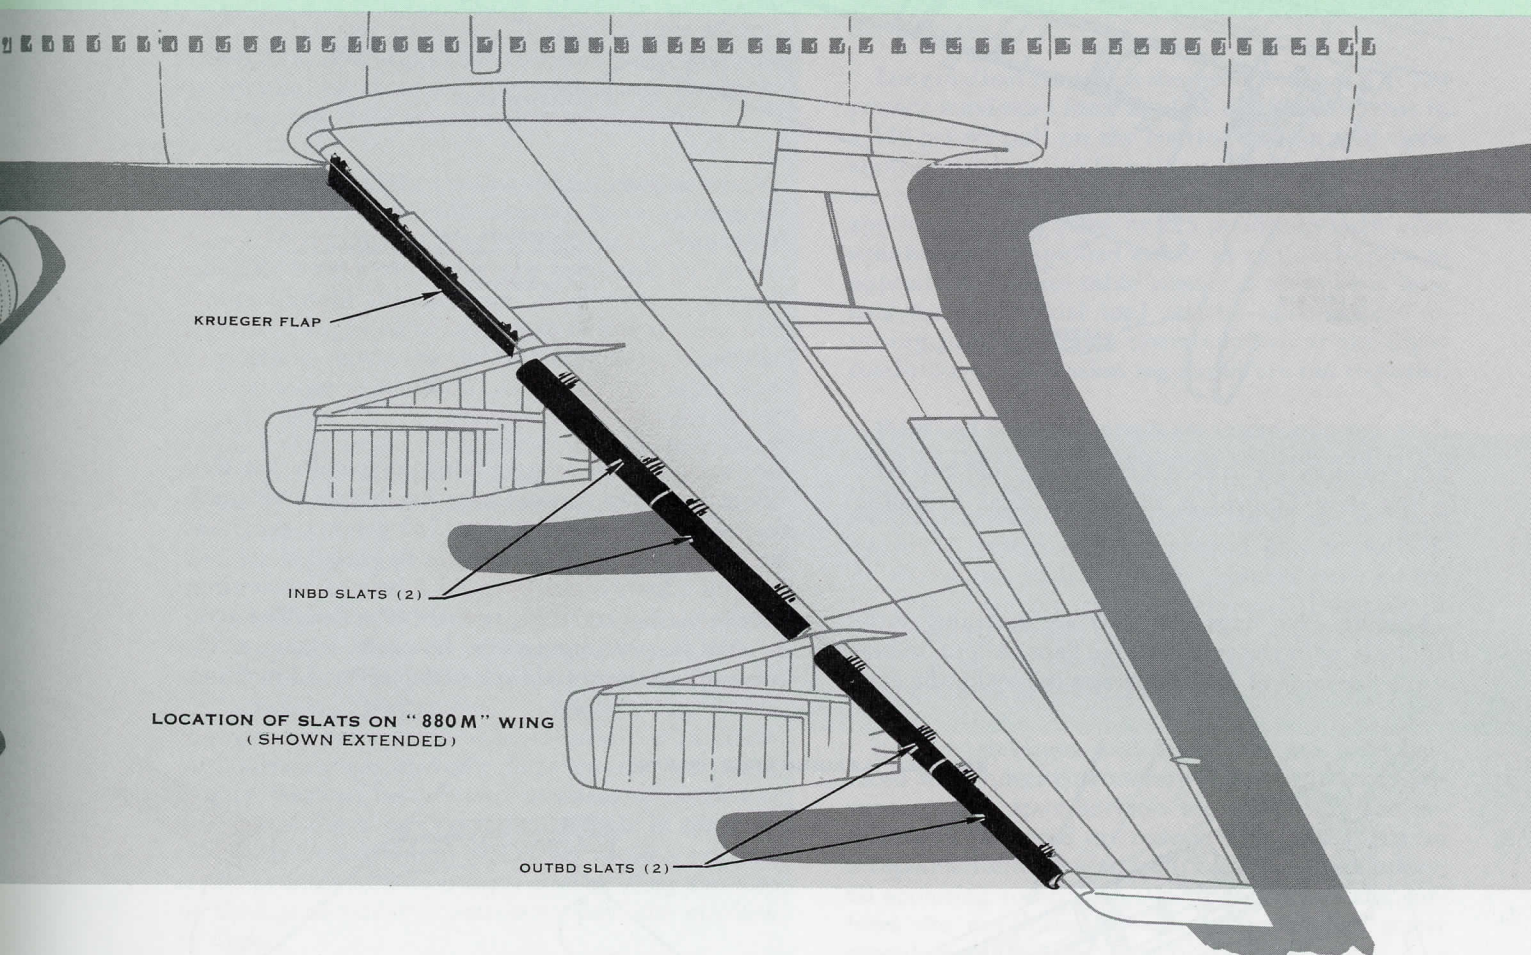 KRUEGER FLAP
INBD SLATS (2)
LOCATION OF SLATS ON "880M" WING
(SHOWN EXTENDED)
OUTBD SLATS (2)